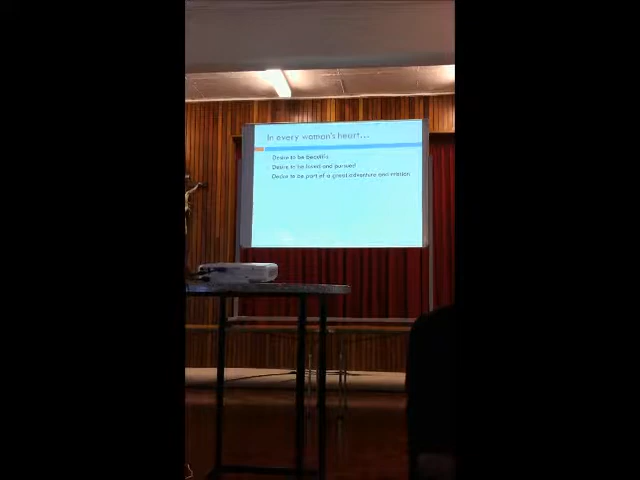 In every woman's heart...
Desire to be beautiful
Desire to be loved and pursued
Desire to be part of a great adventure and mission